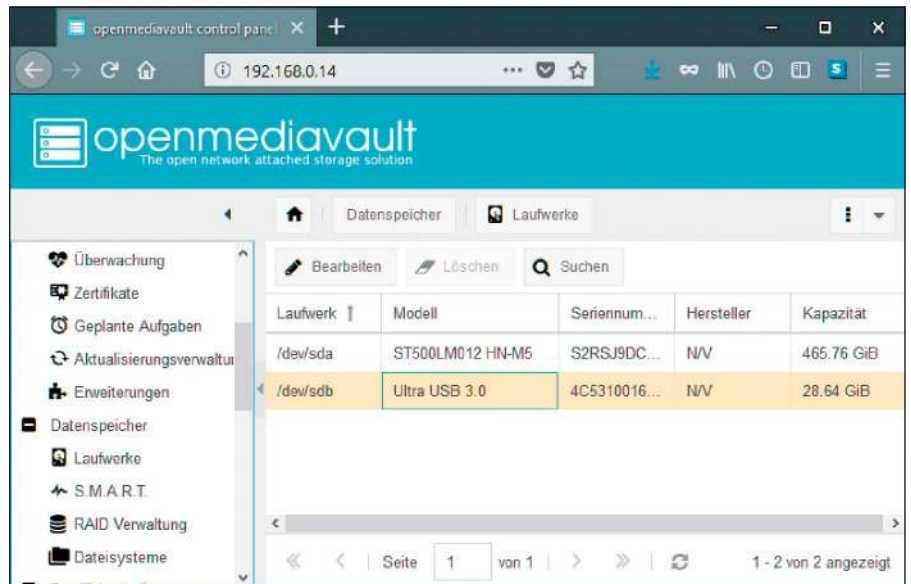 openmediavault control pane
192.168.0.14
openmediavault
The open network attached storage solution
Datenspeicher
Laufwerke
Überwachung
Zertifikate
Geplante Aufgaben
Aktualisierungsverwaltur
Erweiterungen
Datenspeicher
Laufwerke
S.M.A.R.T.
RAID Verwaltung
Dateisysteme
Bearbeiten Löschen Suchen
Laufwerk Modell Seriennum... Hersteller Kapazität
/dev/sda ST500LM012 HN-M5 S2RSJ9DC... N/V 465.76 GiB
/dev/sdb Ultra USB 3.0 4C5310016... N/V 28.64 GiB
Seite 1 von 1 1 - 2 von 2 angezeigt